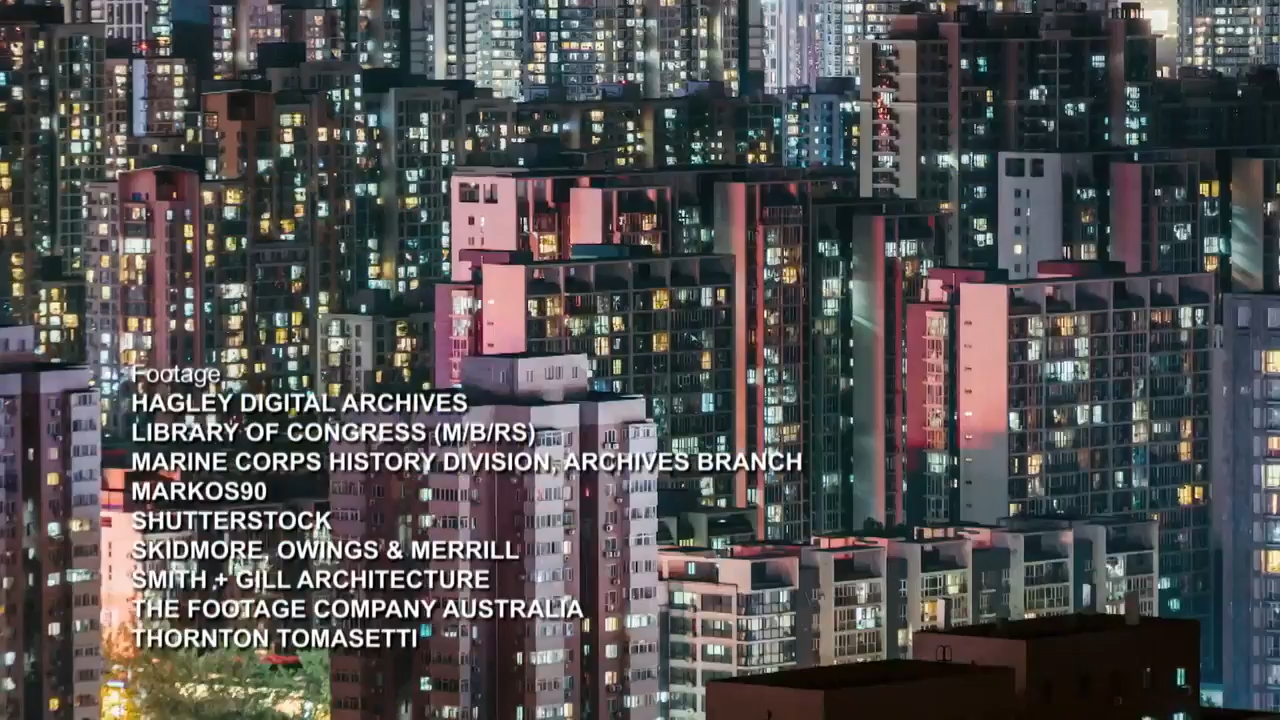 Footage
HAGLEY DIGITAL ARCHIVES
LIBRARY OF CONGRESS (M/B/RS)
MARINE CORPS HISTORY DIVISION, ARCHIVES BRANCH
MARKOS90
SHUTTERSTOCK
SKIDMORE, OWINGS & MERRILL
SMITH + GILL ARCHITECTURE
THE FOOTAGE COMPANY AUSTRALIA
THORNTON TOMASETTI